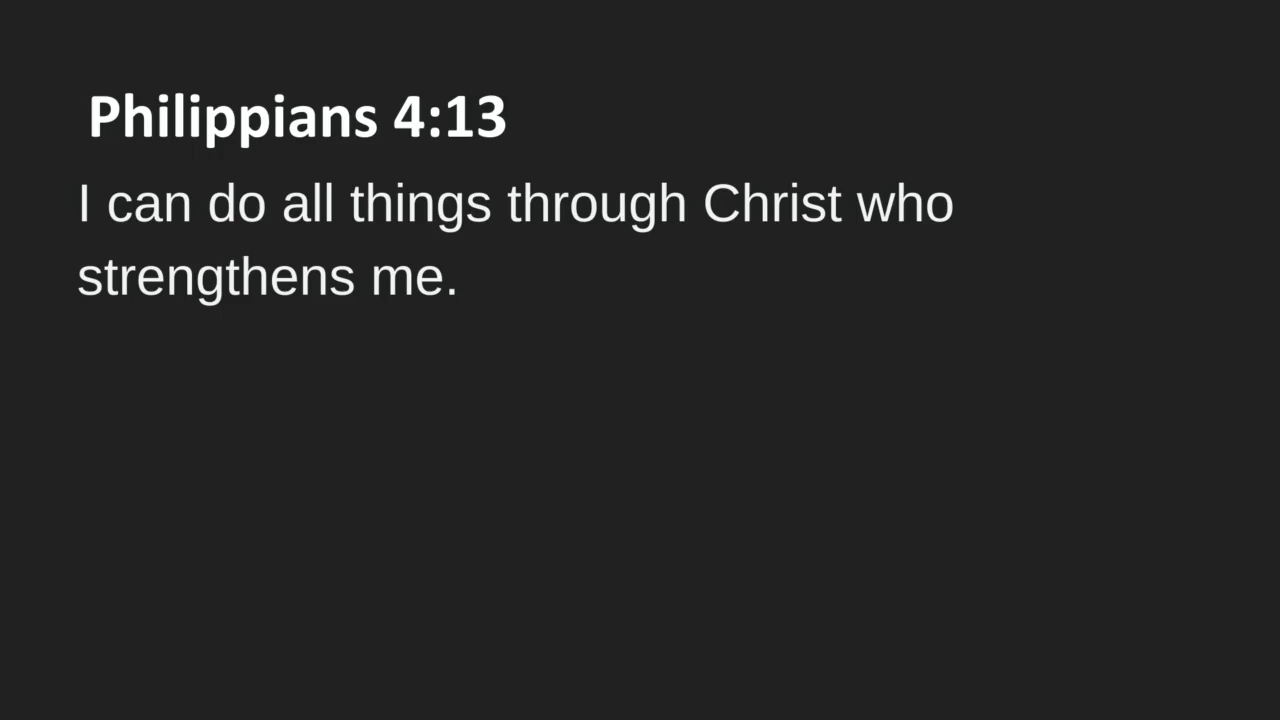 Philippians 4:13
I can do all things through Christ who
strengthens me.